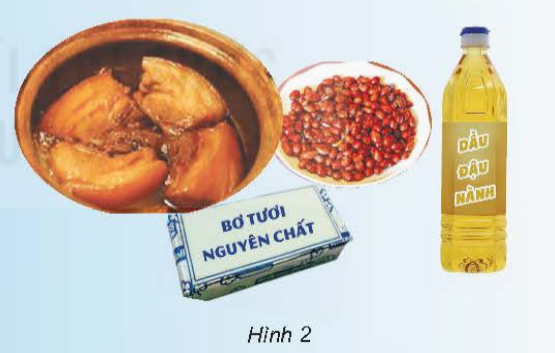 DẦU
ĐẬU
NÀNH
BƠ TƯƠI
NGUYÊN CHẤT
Hình 2